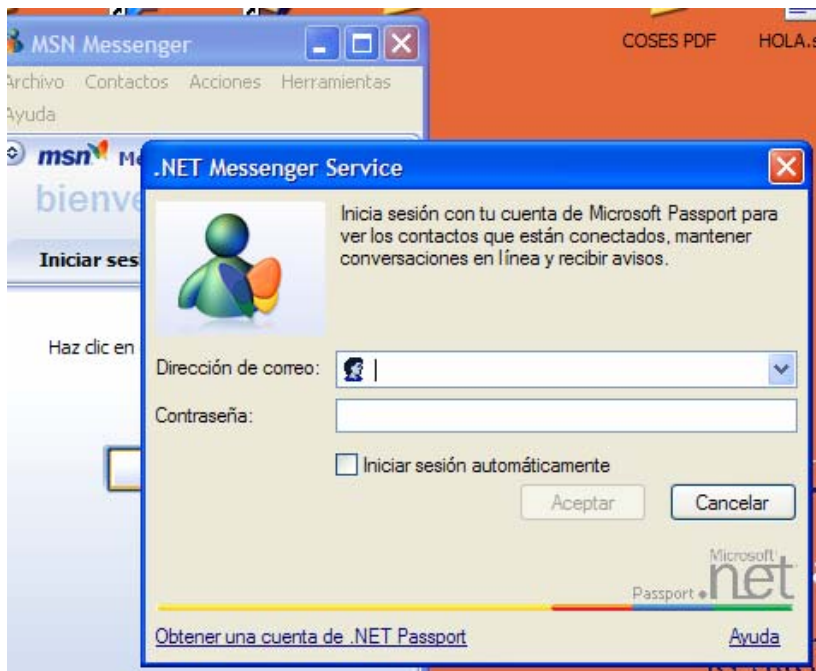 COSES PDF
HOLA.s
MSN Messenger
Archivo Contactos Acciones Herramientas
Ayuda
msn
bienve
Iniciar ses
Haz clic en
.NET Messenger Service
Inicia sesión con tu cuenta de Microsoft Passport para
ver los contactos que están conectados, mantener
conversaciones en línea y recibir avisos.
Dirección de correo:
Contraseña:
Iniciar sesión automáticamente
Aceptar
Cancelar
Microsoft
Passport
.net
Obtener una cuenta de .NET Passport
Ayuda